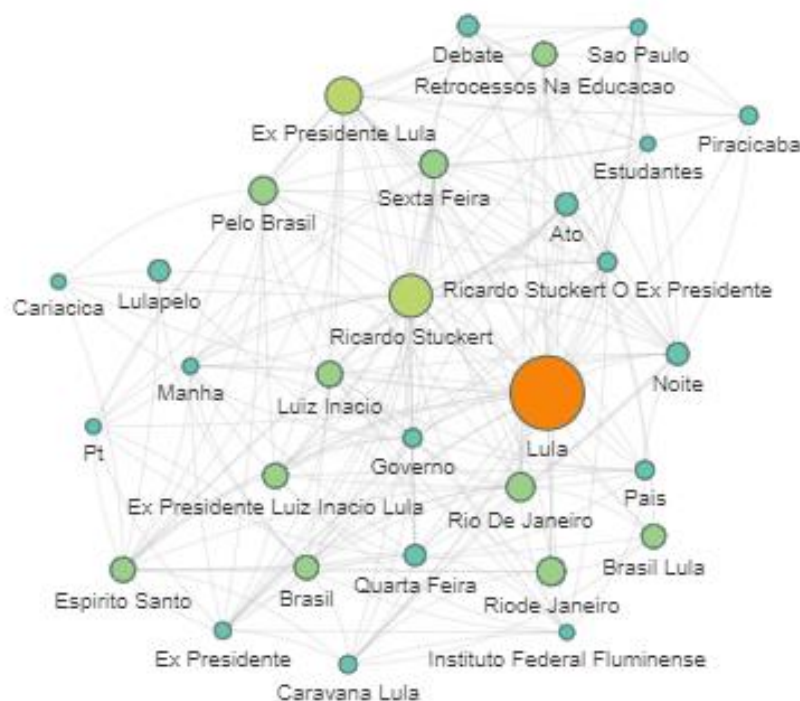 Debate
Sao Paulo
Retrocessos Na Educacao
Ex Presidente Lula
Piracicaba
Estudantes
Sexta Feira
Pelo Brasil
Ato
Ricardo Stuckert O Ex Presidente
Cariacica
Lulapelo
Ricardo Stuckert
Manha
Luiz Inacio
Noite
Lula
Pt
Governo
Pais
Ex Presidente Luiz Inacio Lula
Rio De Janeiro
Brasil Lula
Quarta Feira
Espirito Santo
Brasil
Riode Janeiro
Ex Presidente
Instituto Federal Fluminense
Caravana Lula